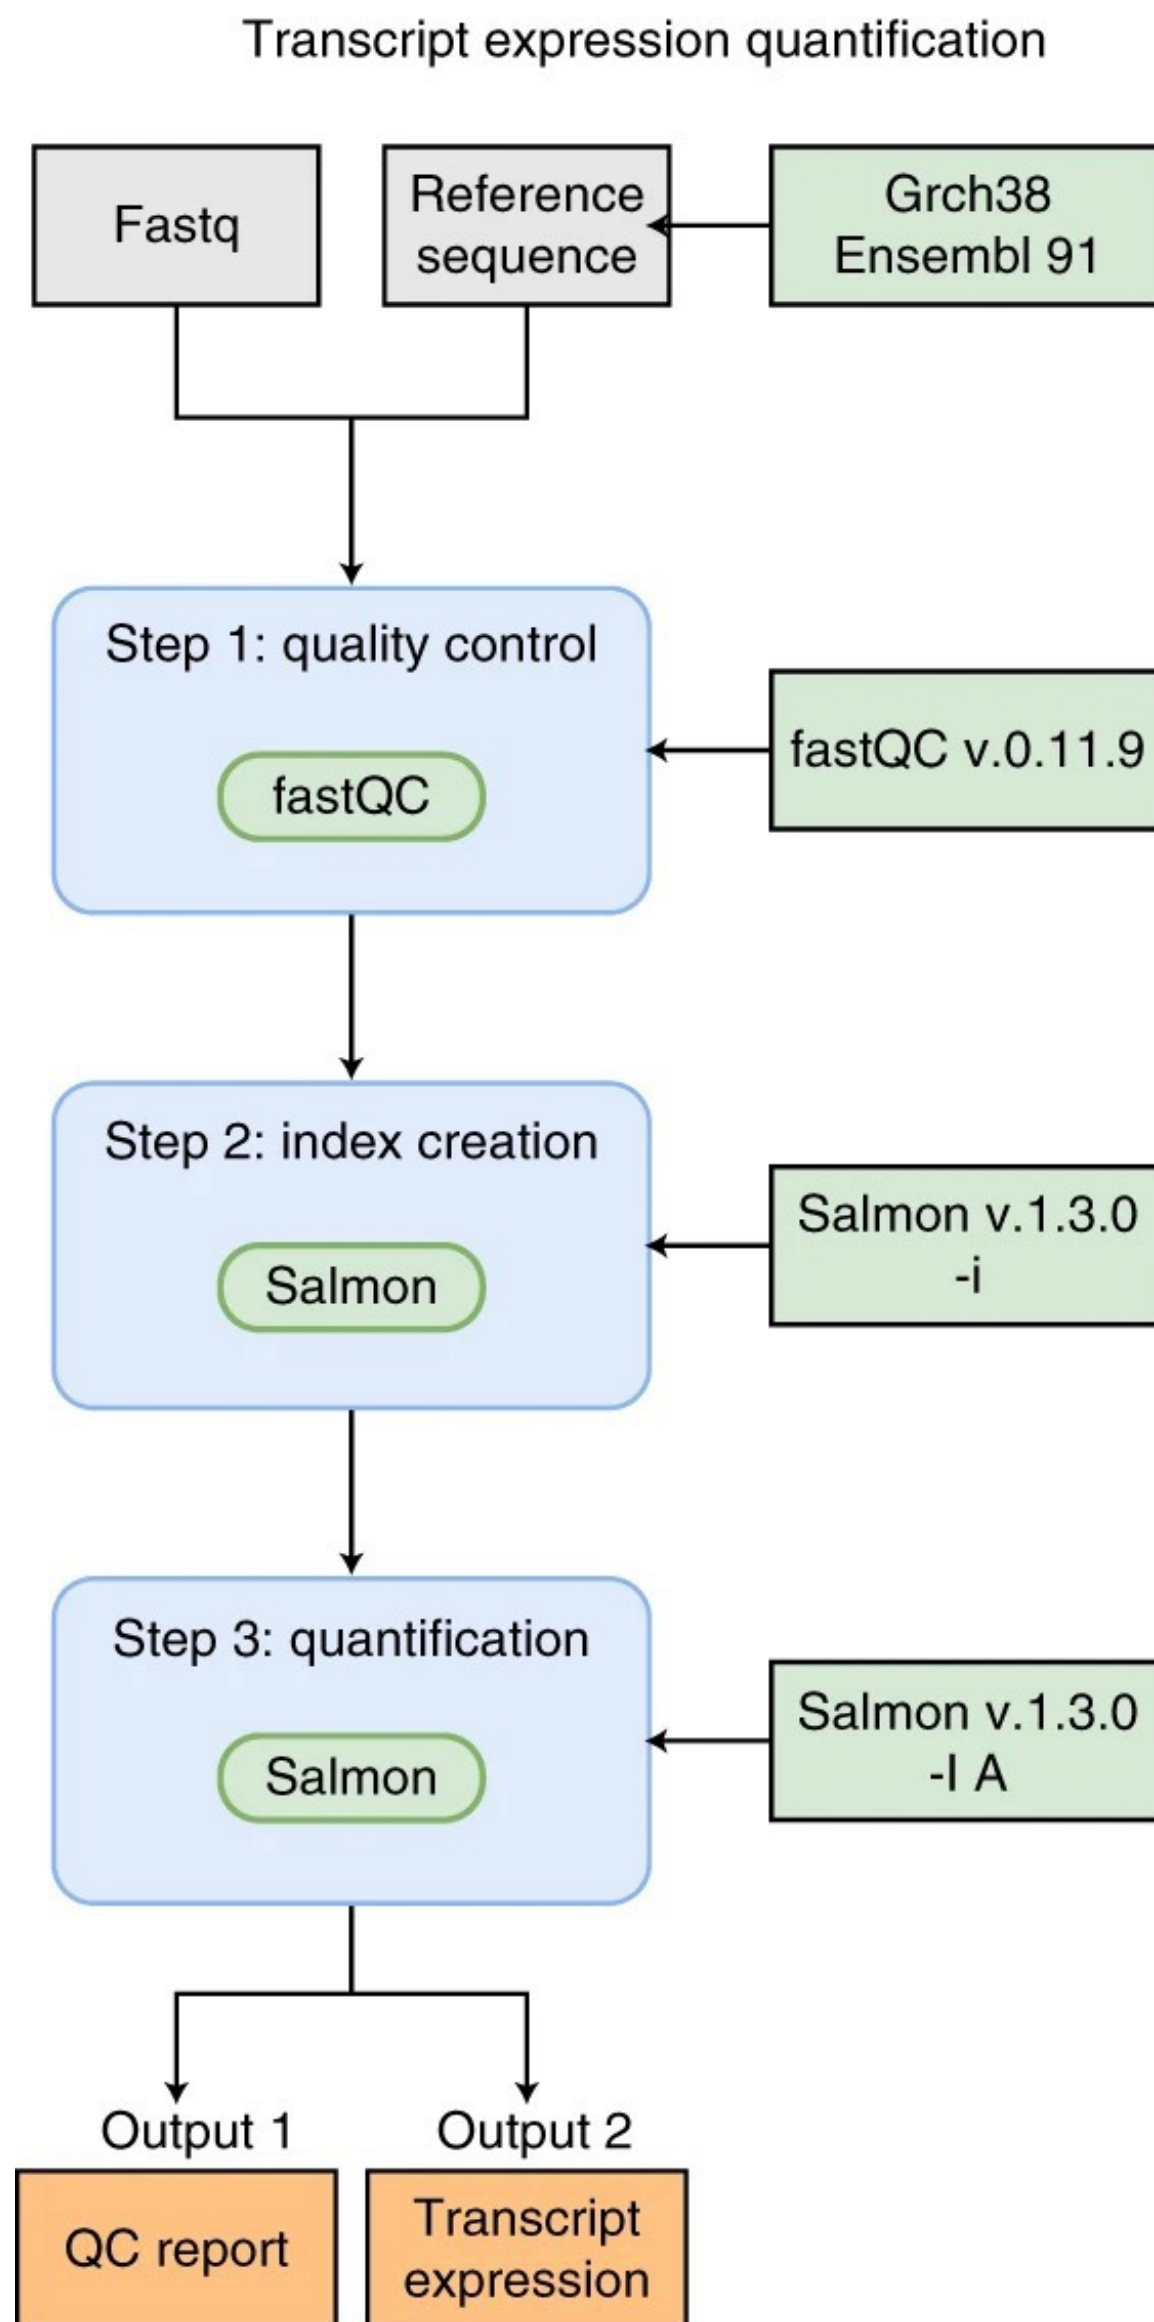 Transcript expression quantification
Fastq
Reference
sequence
Grch38
Ensembl 91
Step 1: quality control
fastQC
fastQC v.0.11.9
Step 2: index creation
Salmon
Salmon v.1.3.0
-i
Step 3: quantification
Salmon
Salmon v.1.3.0
-I A
Output 1
Output 2
QC report
Transcript
expression